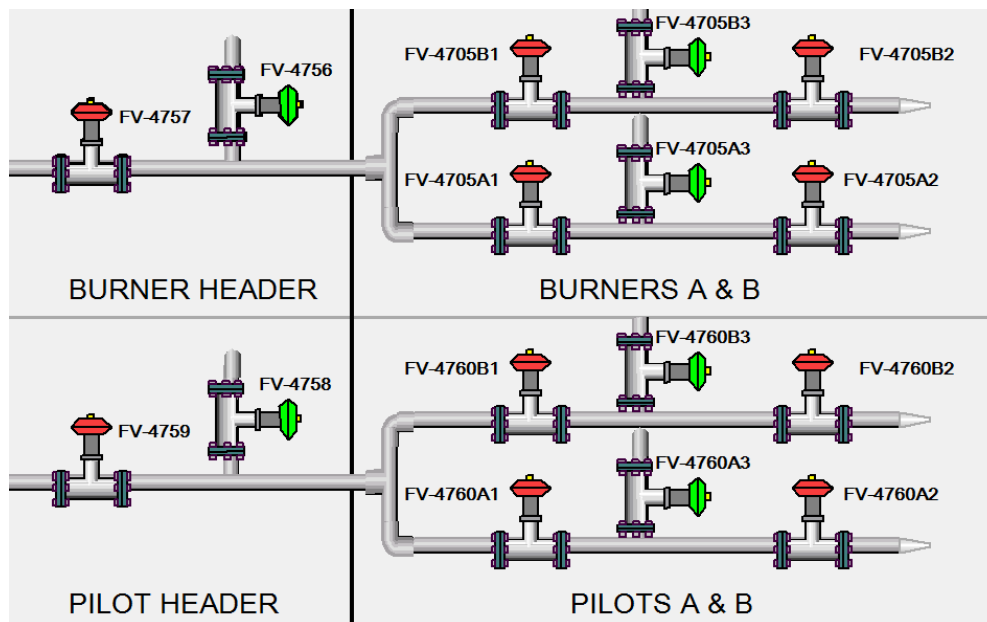 FV-4757
FV-4756
BURNER HEADER
FV-4705B1
FV-4705B3
FV-4705B2
FV-4705A1
FV-4705A3
FV-4705A2
BURNERS A & B
FV-4759
FV-4758
PILOT HEADER
FV-4760B1
FV-4760B3
FV-4760B2
FV-4760A1
FV-4760A3
FV-4760A2
PILOTS A & B